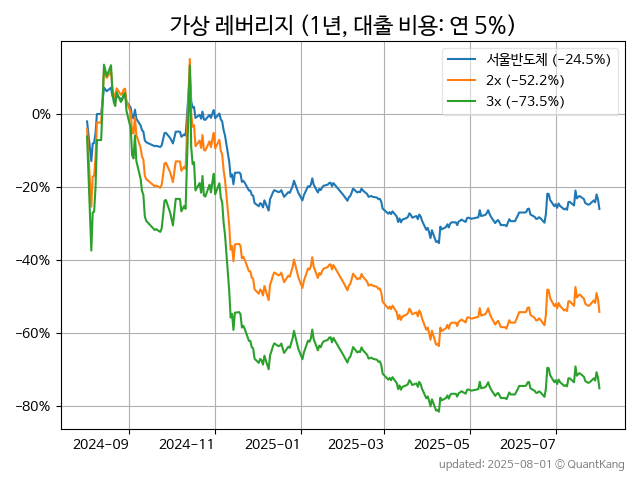 가상 레버리지 (1년, 대출 비용: 연 5%)
서울반도체 (−24.5%)
2x (−52.2%)
3x (−73.5%)
0%
−20%
−40%
−60%
−80%
2024-09 2024-11 2025-01 2025-03 2025-05 2025-07
updated: 2025-08-01 © QuantKang